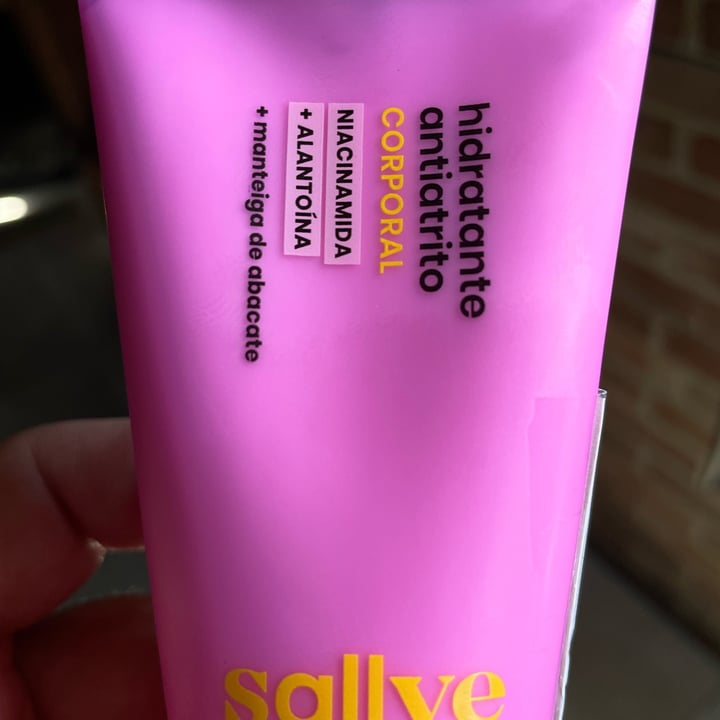 hidratante
antiatrito
CORPORAL
NIACINAMIDA
+ ALANTOÍNA
+ manteiga de abacate
sallve